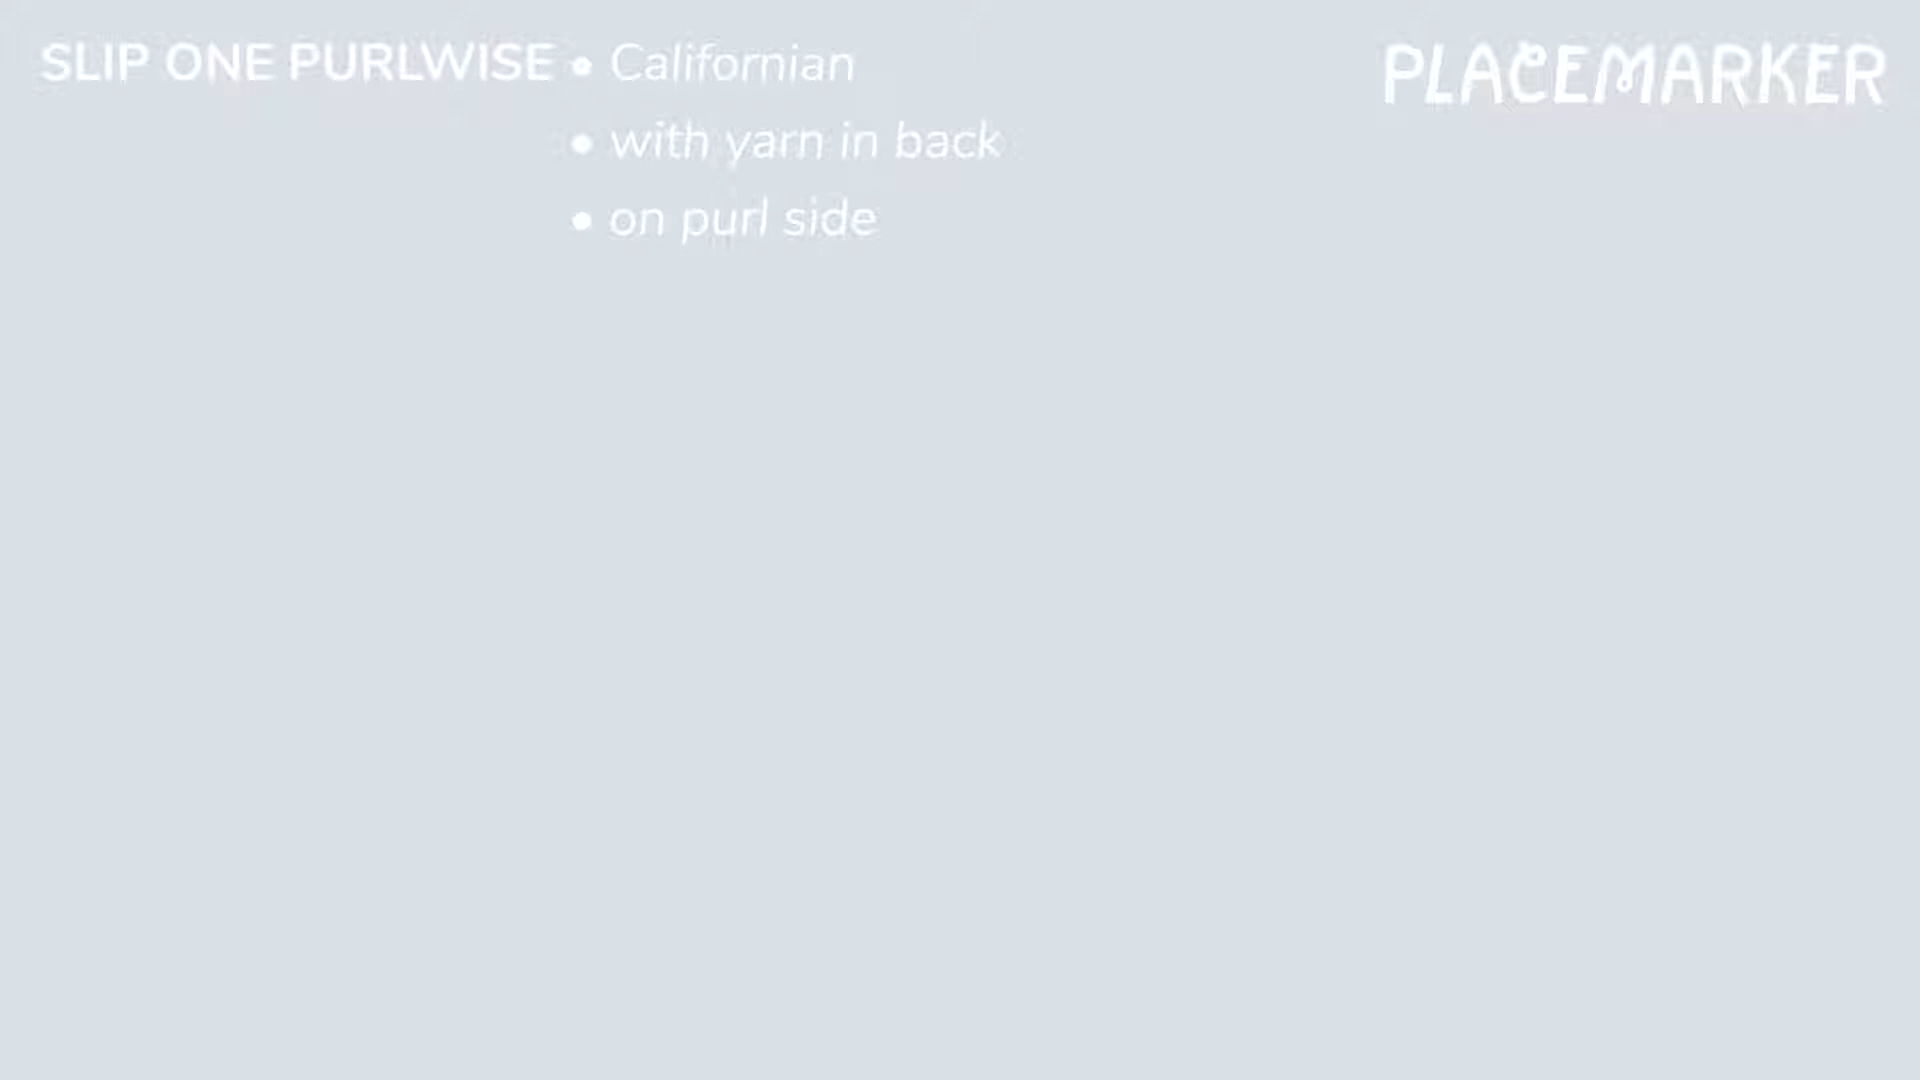 SLIP ONE PURLWISE • Californian
• with yarn in back
• on purl side
PLACEMARKER